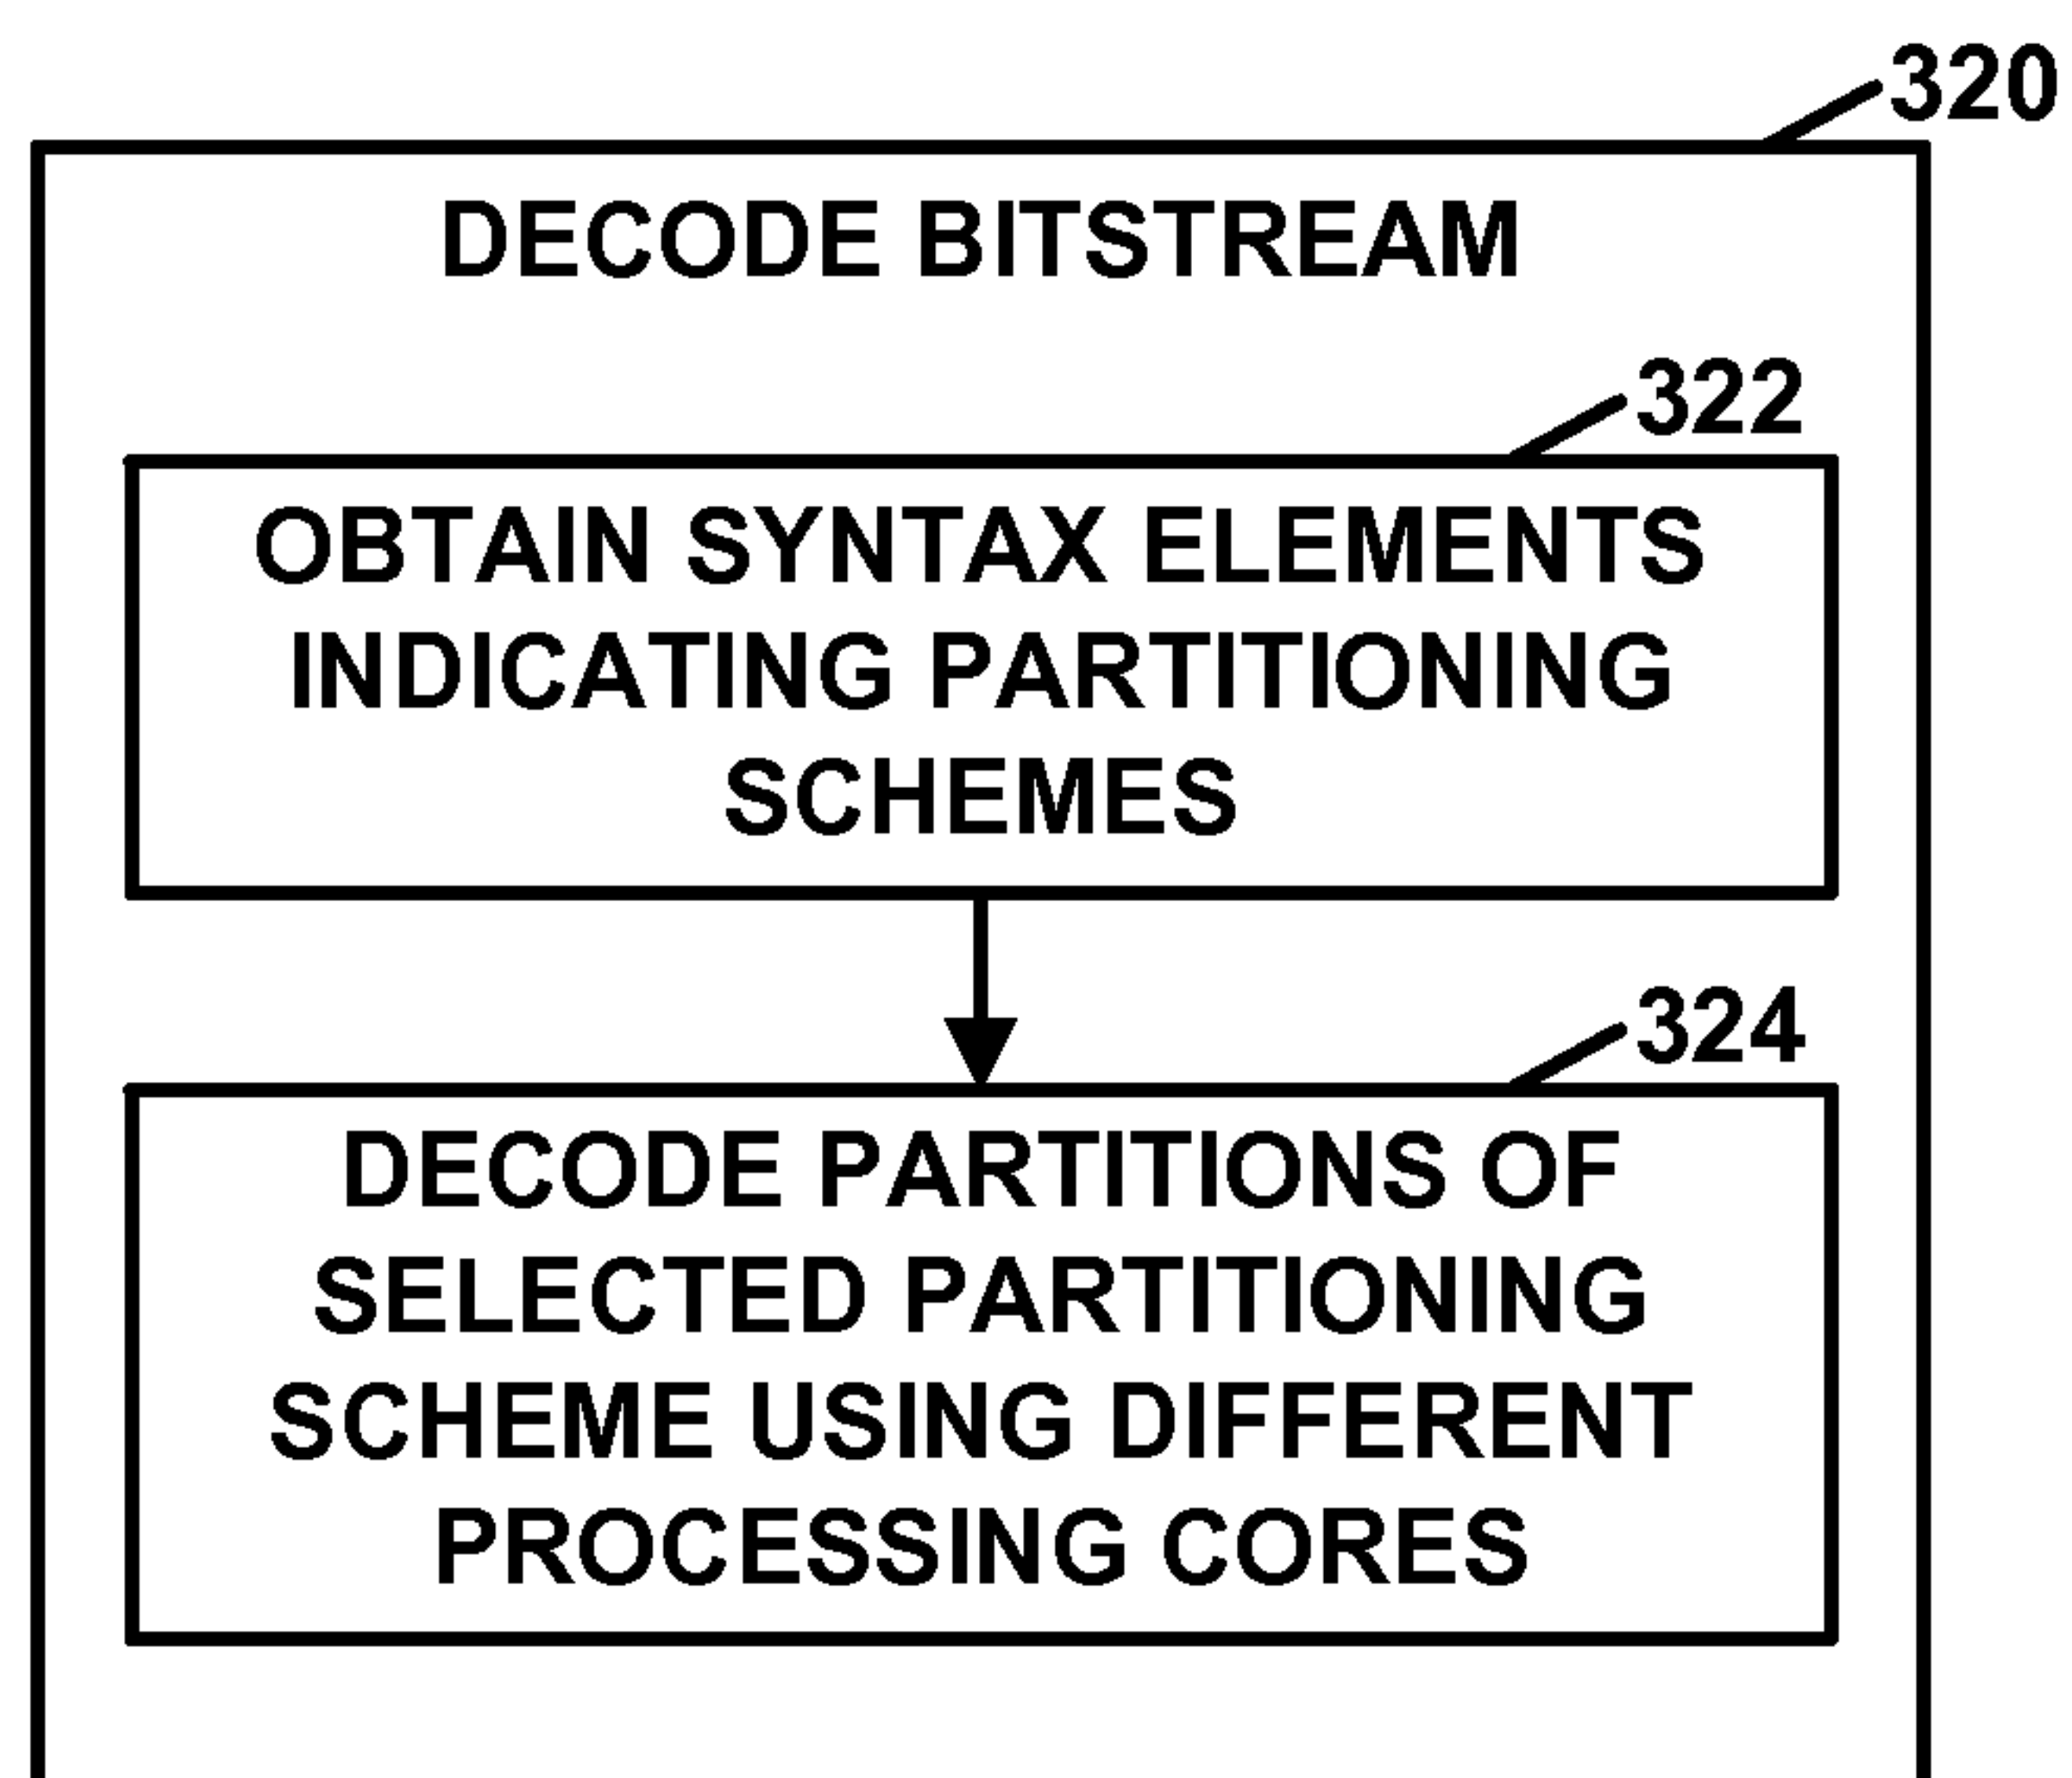 320
DECODE BITSTREAM
322
OBTAIN SYNTAX ELEMENTS
INDICATING PARTITIONING
SCHEMES
324
DECODE PARTITIONS OF
SELECTED PARTITIONING
SCHEME USING DIFFERENT
PROCESSING CORES